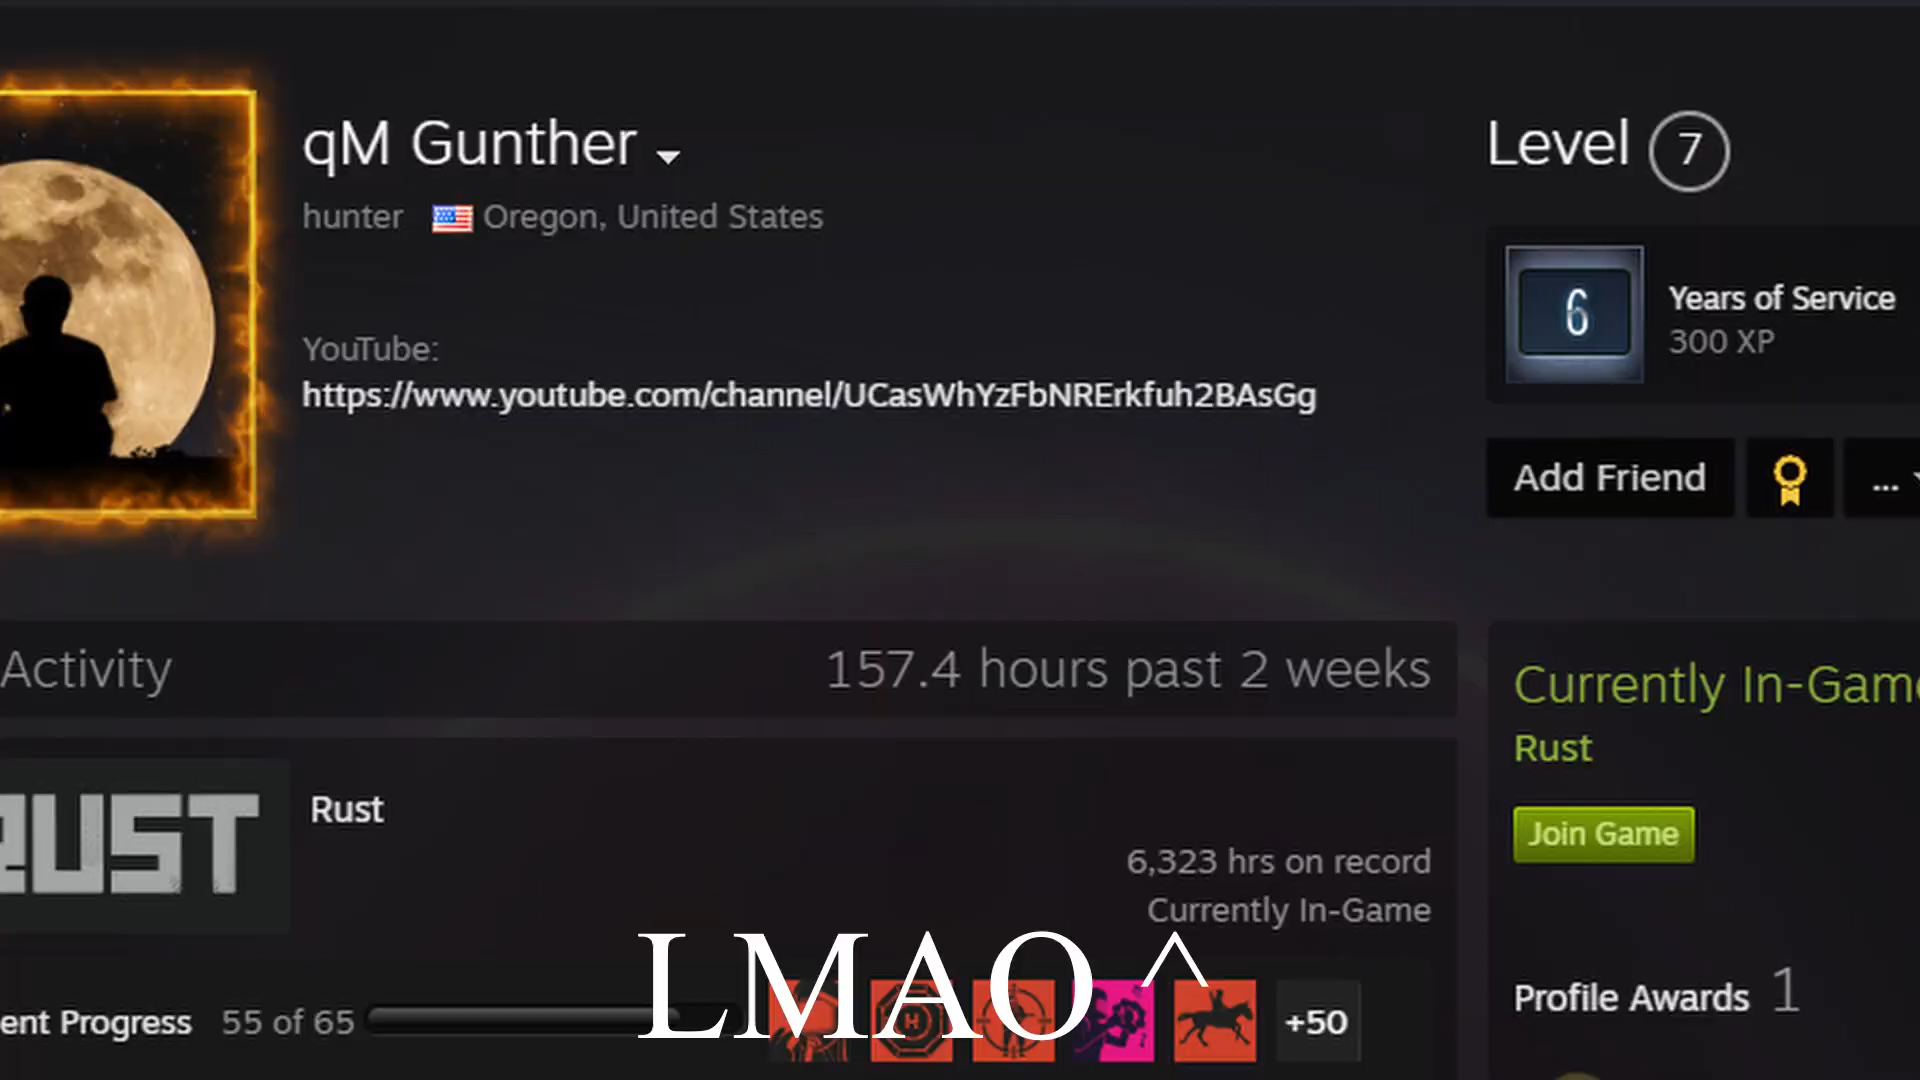 qM Gunther
Level 7
hunter Oregon, United States
6
Years of Service
300 XP
YouTube:
https://www.youtube.com/channel/UCasWhYzFbNRErkfuh2BAsGg
Add Friend
...
Activity 157.4 hours past 2 weeks
Currently In-Game
Rust
RUST
Rust
Join Game
6,323 hrs on record
Currently In-Game
LMAO ^
ent Progress 55 of 65
H
+50
Profile Awards 1